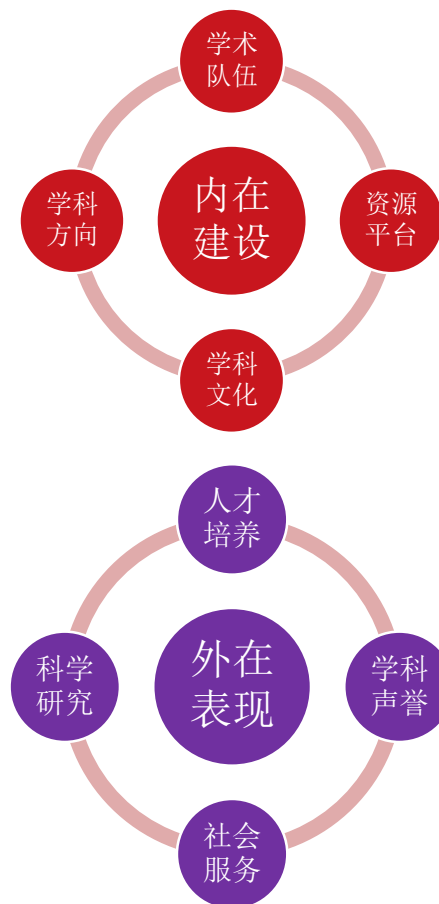 学术
队伍
内在
建设
学科
方向
资源
平台
学科
文化
人才
培养
外在
表现
科学
研究
学科
声誉
社会
服务